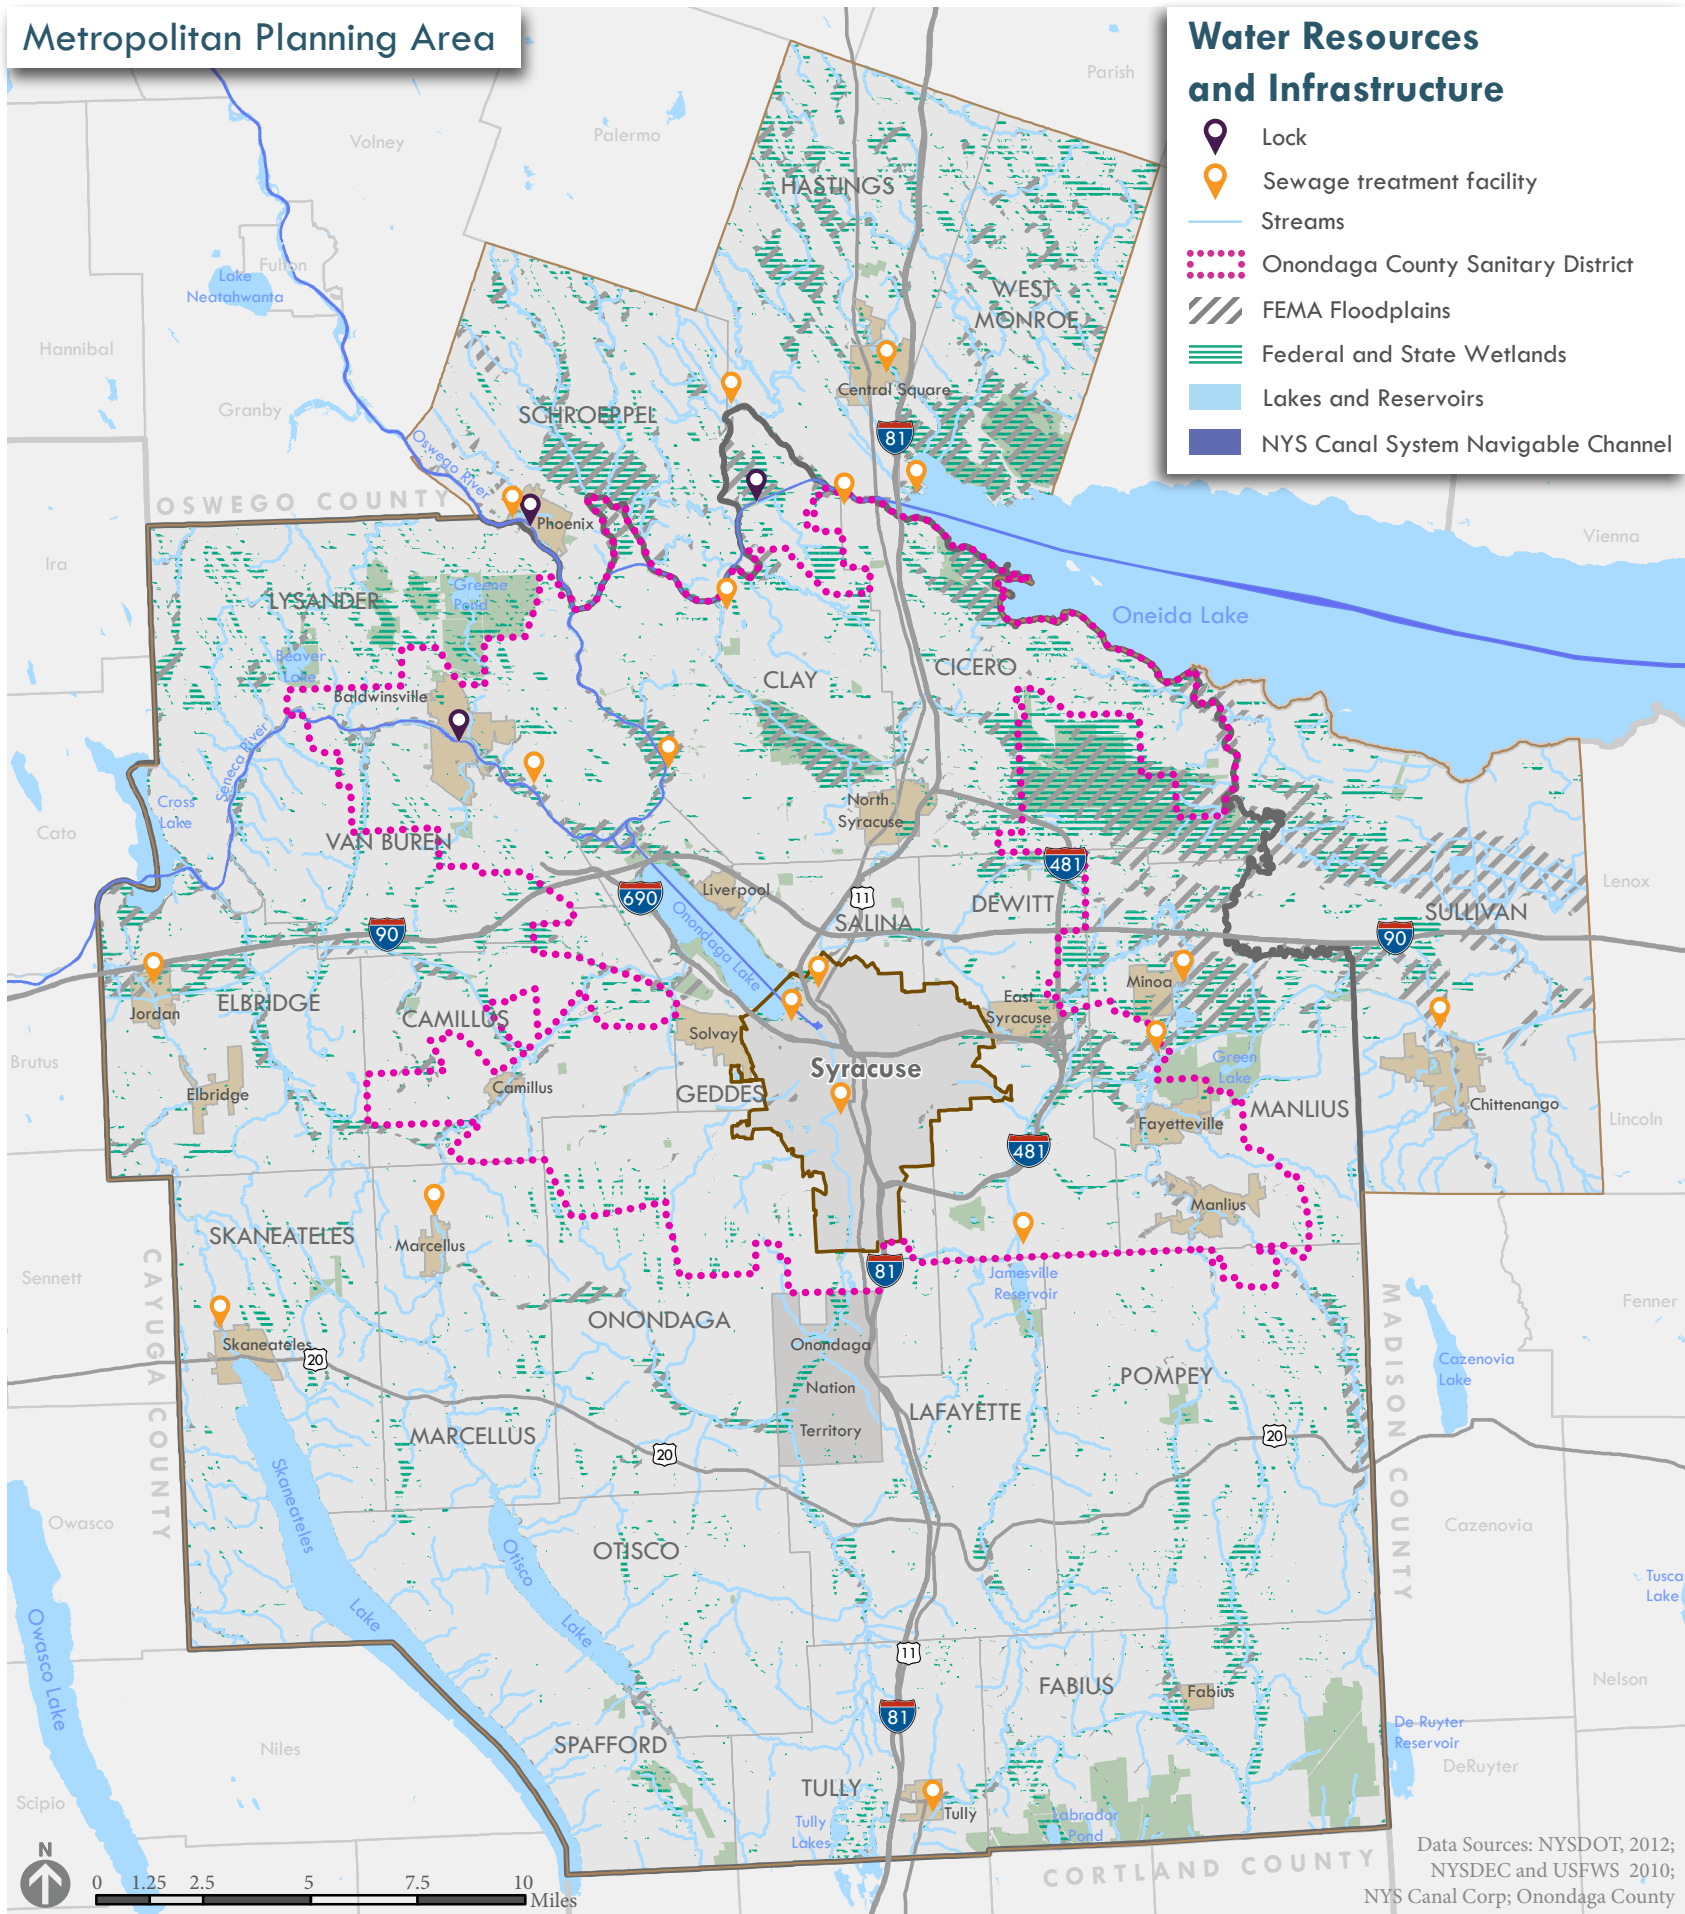 Metropolitan Planning Area
Water Resources
and Infrastructure
Lock
Sewage treatment facility
Streams
Onondaga County Sanitary District
FEMA Floodplains
Federal and State Wetlands
Lakes and Reservoirs
NYS Canal System Navigable Channel
Parish
Volney
Palermo
HASTINGS
Fulton
Lake
Neatahwanta
WEST
MONROE
Hannibal
Granby
Central Square
SCHROEPPEL
81
Oswego River
OSWEGO COUNTY
Phoenix
Vienna
Ira
Greene
Pond
LYSANDER
Oneida Lake
Beaver
Lake
Baldwinsville
CLAY
CICERO
Seneca River
Cross
Lake
North
Syracuse
Cato
VAN BUREN
481
690
Liverpool
11
DEWITT
Lenox
SULLIVAN
SALINA
90
90
Onondaga Lake
Minoa
ELBRIDGE
Jordan
CAMILLUS
East
Syracuse
Solvay
Brutus
Green
Lake
Syracuse
Elbridge
Camillus
GEDDES
MANLIUS
Chittenango
Fayetteville
Lincoln
481
Manlius
SKANEATELES
Marcellus
CAYUGA COUNTY
Sennett
81
Jamesville
Reservoir
MADISON COUNTY
Fenner
ONONDAGA
Skaneateles
20
Onondaga
Nation
Territory
Cazenovia
Lake
POMPEY
LAFAYETTE
MARCELLUS
20
20
Skaneateles
Lake
Owasco
Cazenovia
OTISCO
Otisco
Lake
Tusca
Lake
Owasco Lake
11
Nelson
FABIUS
Fabius
81
De Ruyter
Reservoir
Niles
SPAFFORD
DeRuyter
TULLY
Scipio
Tully
Tully
Lakes
Labrador
Pond
CORTLAND COUNTY
N
0 1.25 2.5 5 7.5 10
Miles
Data Sources: NYSDOT, 2012;
NYSDEC and USFWS 2010;
NYS Canal Corp; Onondaga County